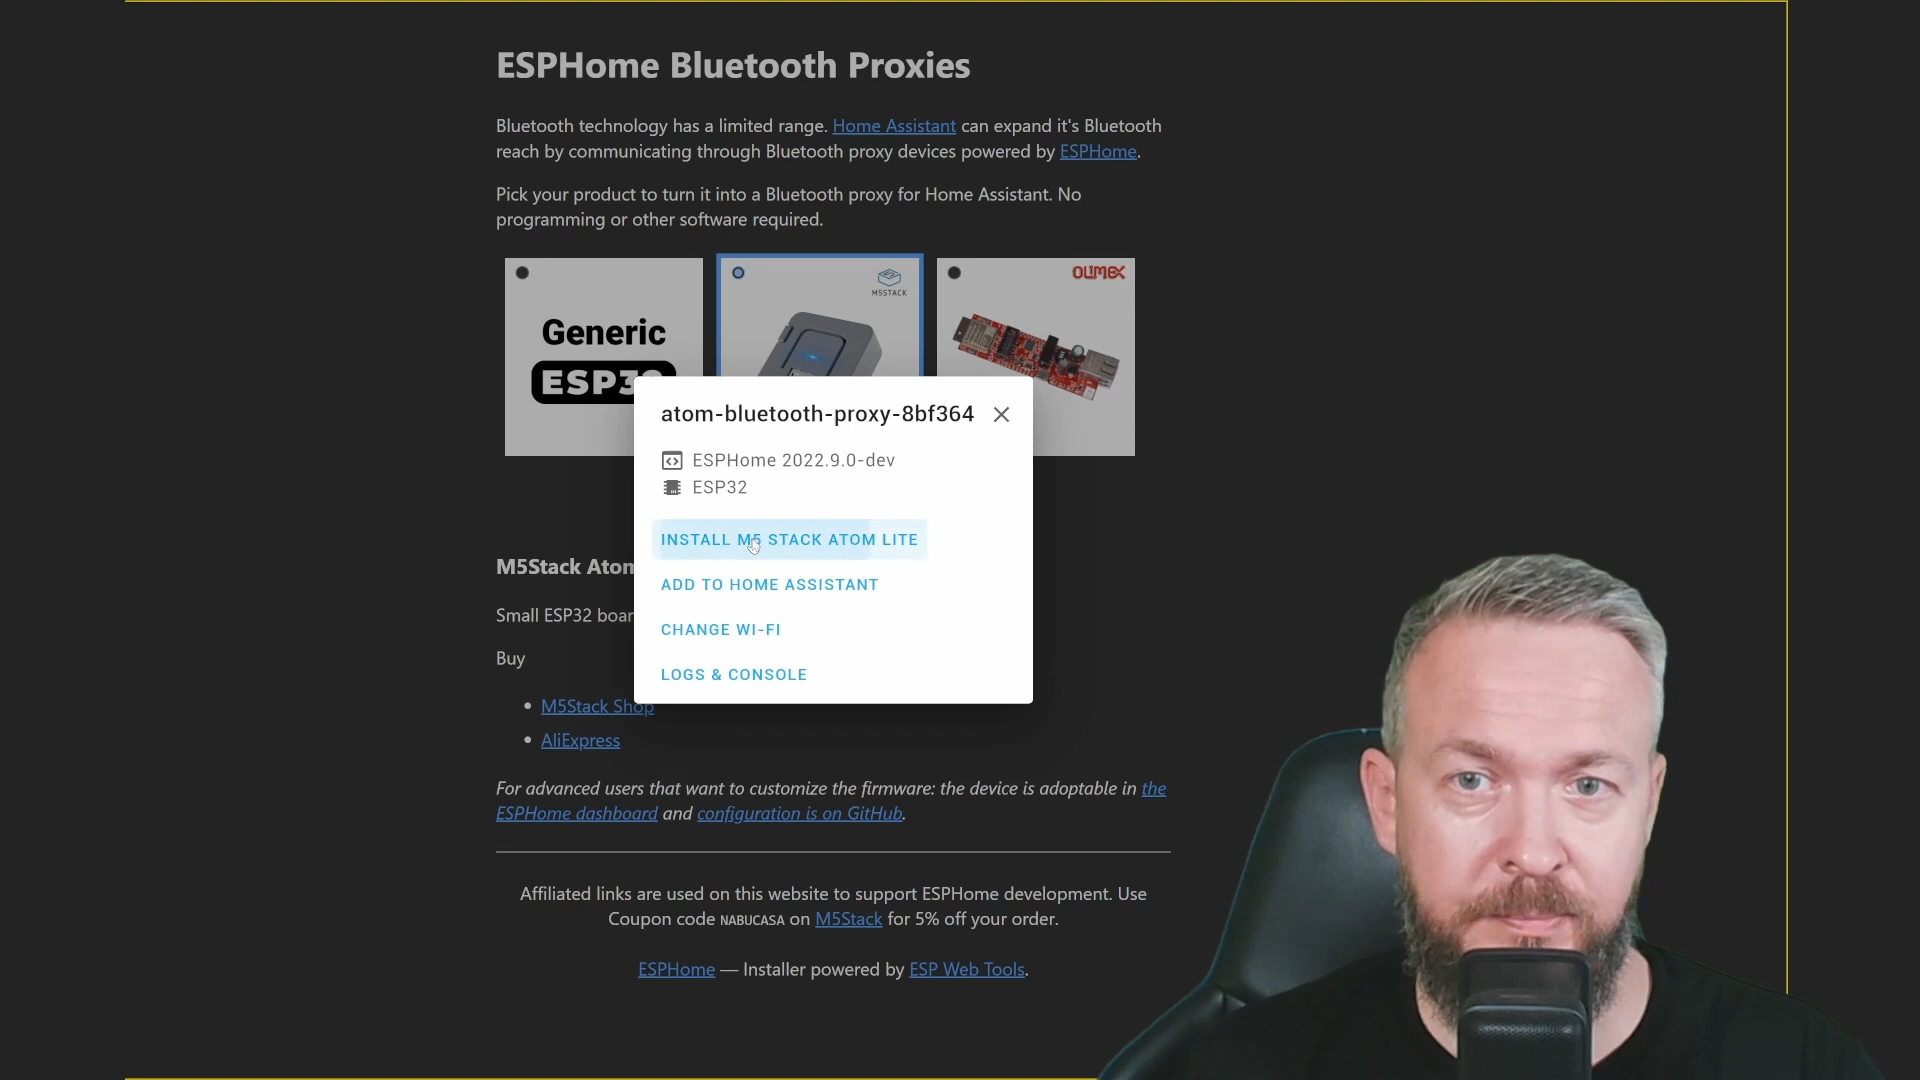 ESPHome Bluetooth Proxies
Bluetooth technology has a limited range. Home Assistant can expand it's Bluetooth
reach by communicating through Bluetooth proxy devices powered by ESPHome.
Pick your product to turn it into a Bluetooth proxy for Home Assistant. No
programming or other software required.
M5STACK
OLIMEX
Generic
ESP32
atom-bluetooth-proxy-8bf364
ESPHome 2022.9.0-dev
ESP32
INSTALL M5 STACK ATOM LITE
ADD TO HOME ASSISTANT
CHANGE WI-FI
LOGS & CONSOLE
M5Stack Atom
Small ESP32 boar
Buy
• M5Stack Shop
• AliExpress
For advanced users that want to customize the firmware: the device is adoptable in the
ESPHome dashboard and configuration is on GitHub.
Affiliated links are used on this website to support ESPHome development. Use
Coupon code NABUCASA on M5Stack for 5% off your order.
ESPHome — Installer powered by ESP Web Tools.